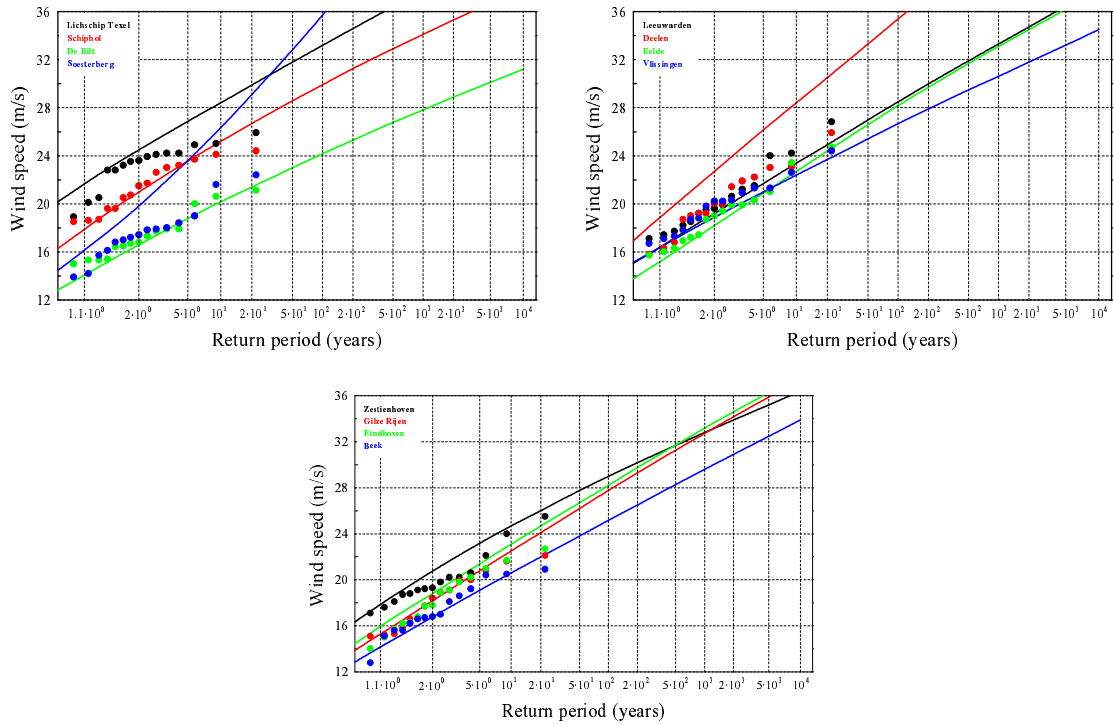 36
32
28
24
20
16
12
Wind speed (m/s)
Lichschip Texel
Schiphol
De Bilt
Soesterberg
1.1·10⁰ 2·10⁰ 5·10⁰ 10¹ 2·10¹ 5·10¹ 10² 2·10² 5·10² 10³ 2·10³ 5·10³ 10⁴
Return period (years)
36
32
28
24
20
16
12
Wind speed (m/s)
Leeuwarden
Deelen
Eelde
Vlissingen
1.1·10⁰ 2·10⁰ 5·10⁰ 10¹ 2·10¹ 5·10¹ 10² 2·10² 5·10² 10³ 2·10³ 5·10³ 10⁴
Return period (years)
36
32
28
24
20
16
12
Wind speed (m/s)
Zestienhoven
Gilze Rijen
Eindhoven
Beek
1.1·10⁰ 2·10⁰ 5·10⁰ 10¹ 2·10¹ 5·10¹ 10² 2·10² 5·10² 10³ 2·10³ 5·10³ 10⁴
Return period (years)